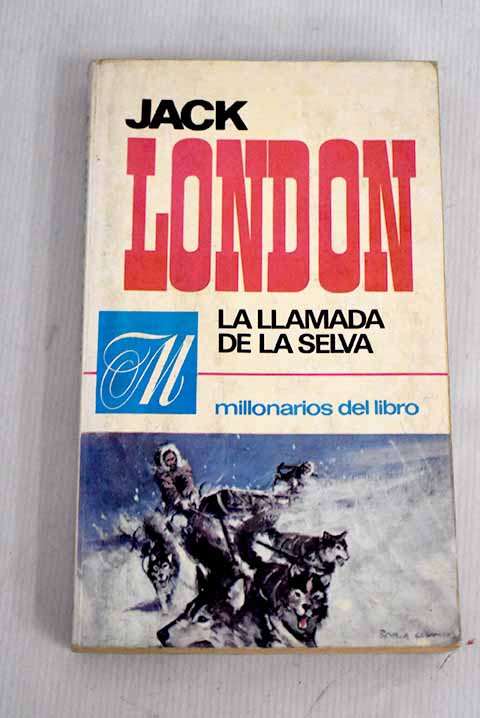 JACK
LONDON
LA LLAMADA
DE LA SELVA
M
millonarios del libro